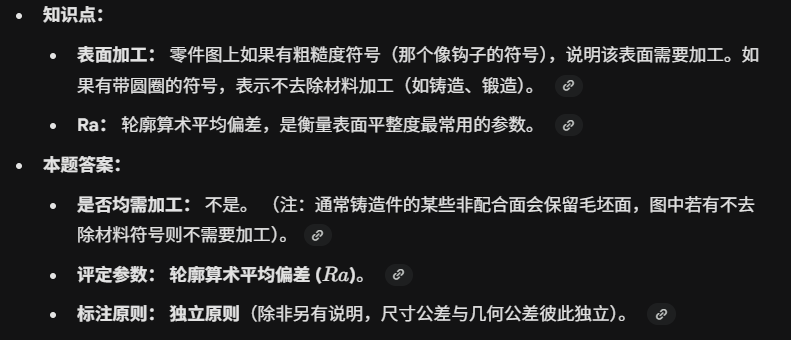 知识点：
表面加工： 零件图上如果有粗糙度符号（那个像钩子的符号），说明该表面需要加工。如
果有带圆圈的符号，表示不去除材料加工（如铸造、锻造）。
Ra： 轮廓算术平均偏差，是衡量表面平整度最常用的参数。
本题答案：
是否均需加工： 不是。 （注：通常铸造件的某些非配合面会保留毛坯面，图中若有不去
除材料符号则不需要加工）。
评定参数： 轮廓算术平均偏差 (Ra)。
标注原则： 独立原则（除非另有说明，尺寸公差与几何公差彼此独立）。